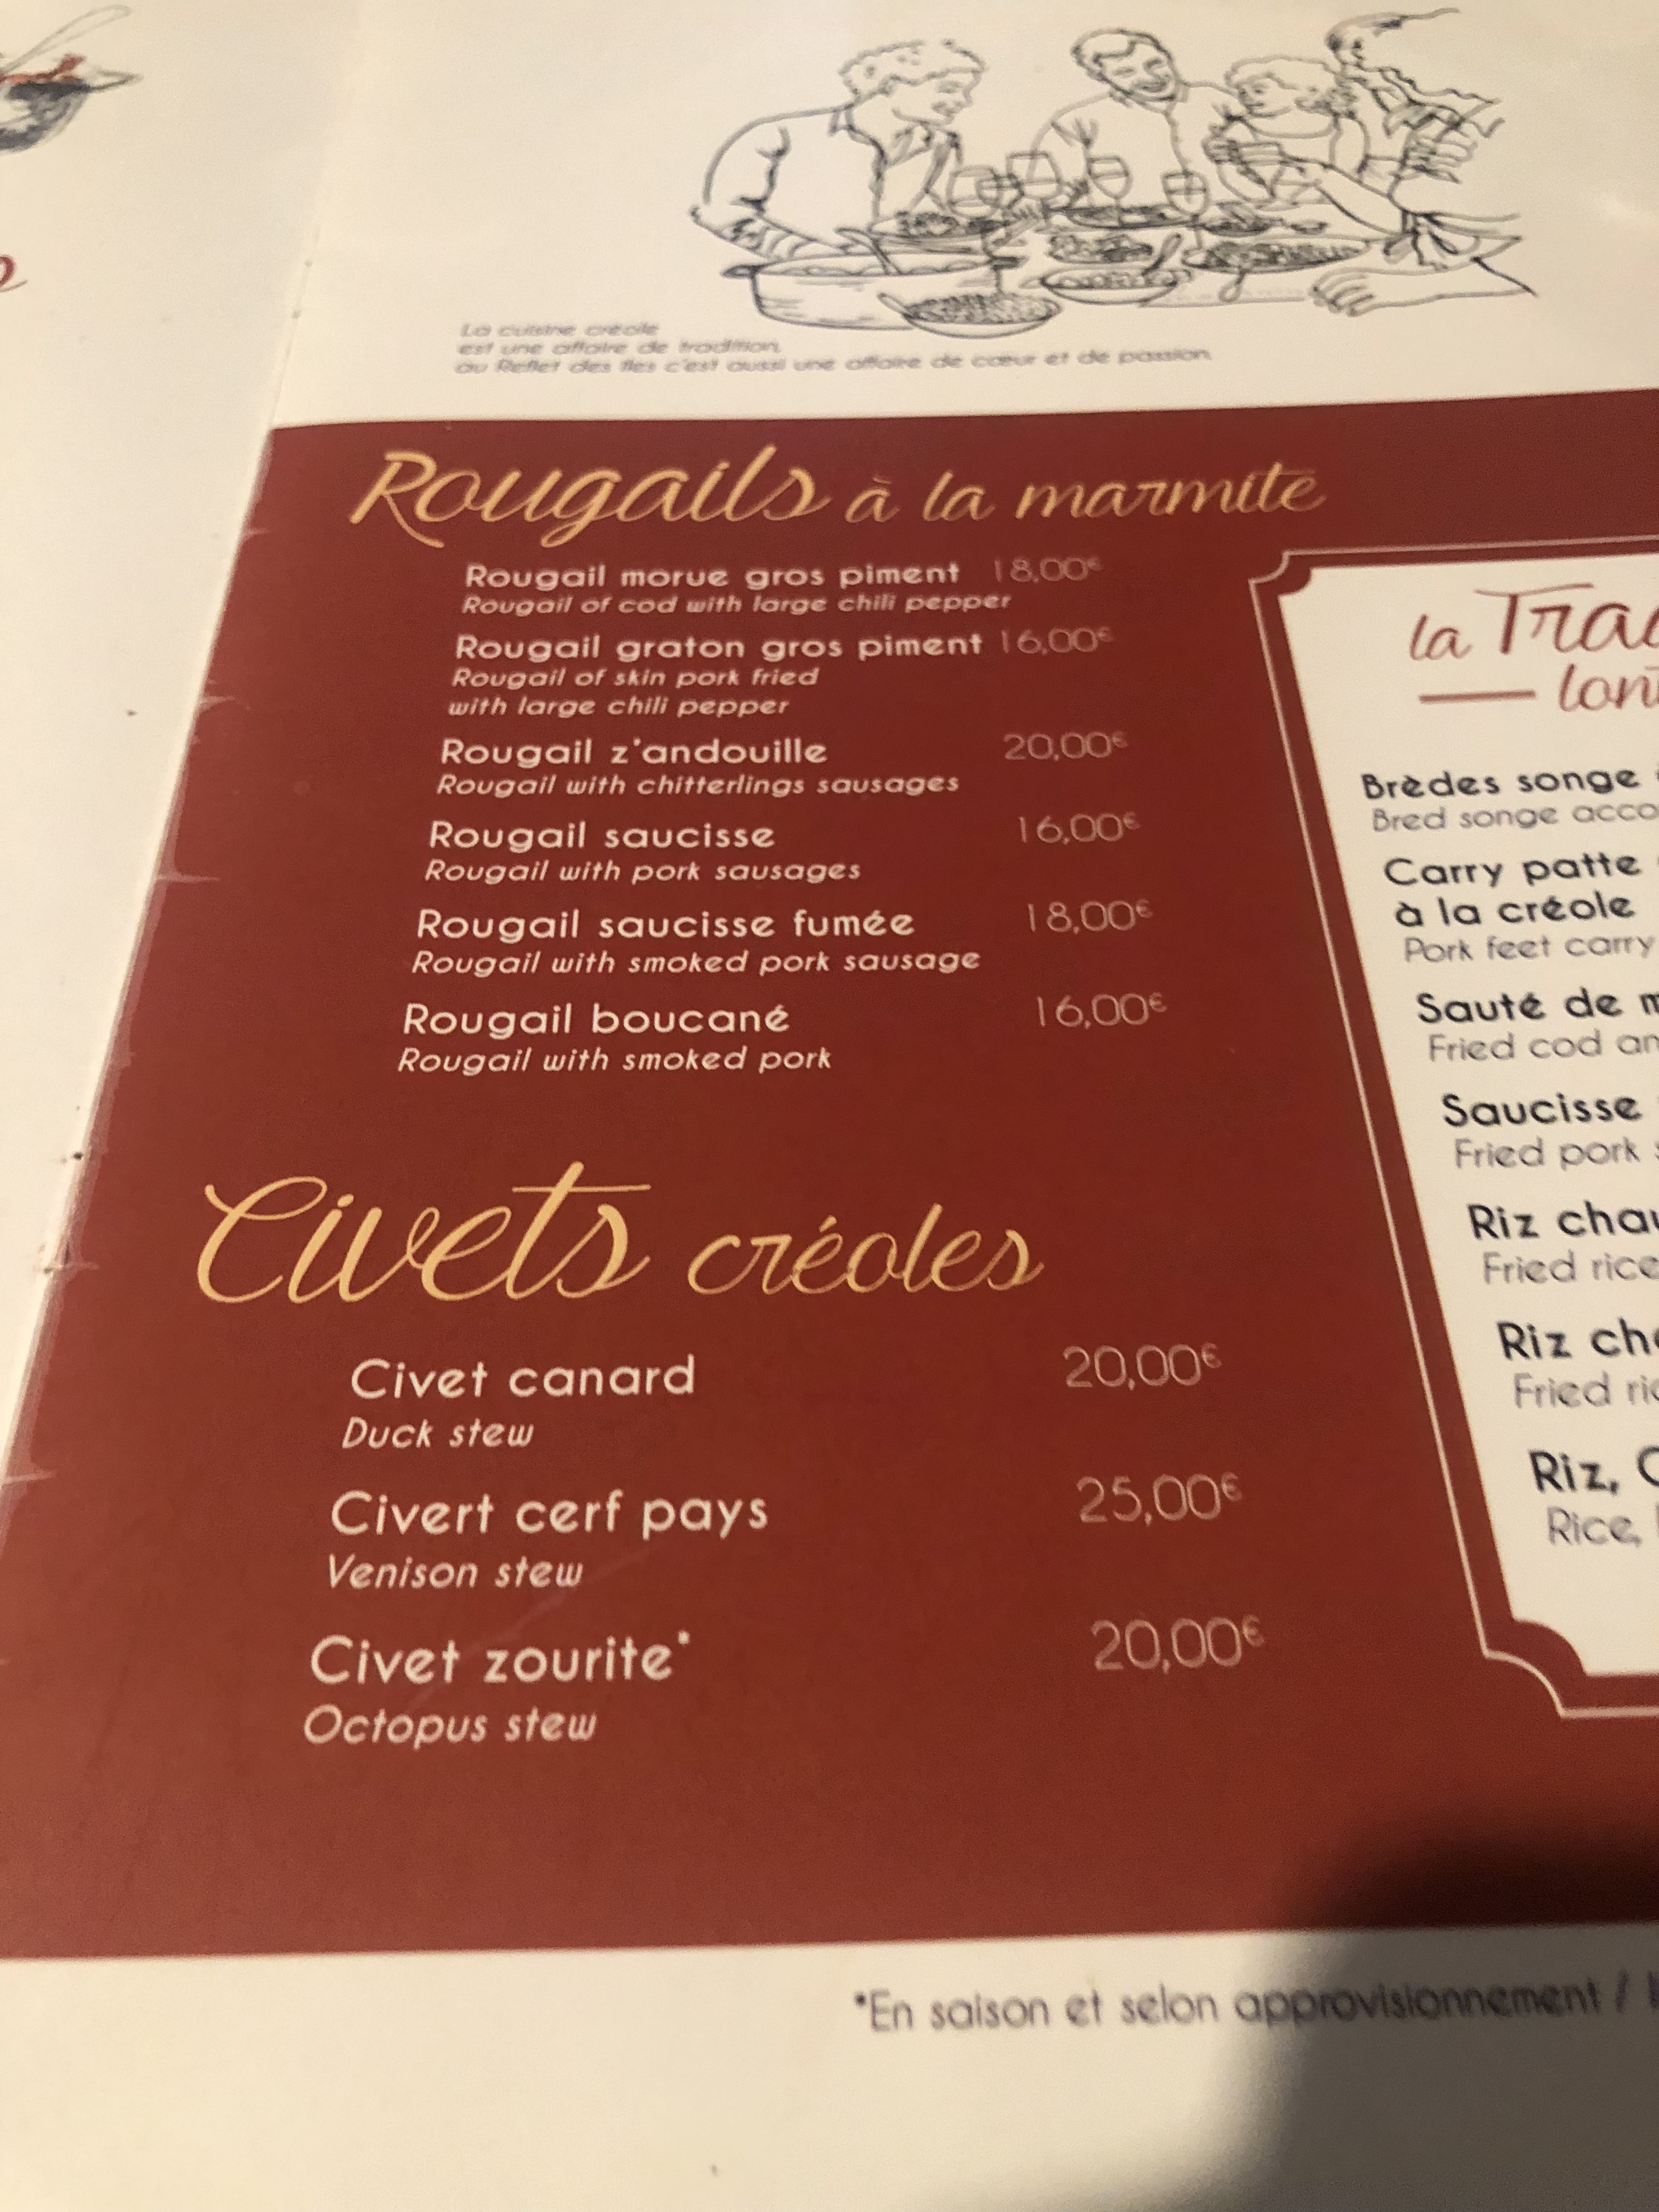 La cuisine créole
est une affaire de tradition,
au Reflet des îles c'est aussi une affaire de cœur et de passion.
Rougails à la marmite
Rougail morue gros piment 18,00€
Rougail of cod with large chili pepper
Rougail graton gros piment 16,00€
Rougail of skin pork fried
with large chili pepper
Rougail z'andouille 20,00€
Rougail with chitterlings sausages
Rougail saucisse 16,00€
Rougail with pork sausages
Rougail saucisse fumée 18,00€
Rougail with smoked pork sausage
Rougail boucané 16,00€
Rougail with smoked pork
Civets créoles
Civet canard 20,00€
Duck stew
Civert cerf pays 25,00€
Venison stew
Civet zourite* 20,00€
Octopus stew
la
Brèdes songe
Bred songe
Carry patte
à la créole
Pork feet carry
Sauté de
Fried cod
Saucisse
Fried pork
Riz
Fried rice
Riz
Fried
Riz,
Rice,
*En saison et selon approvisionnement /